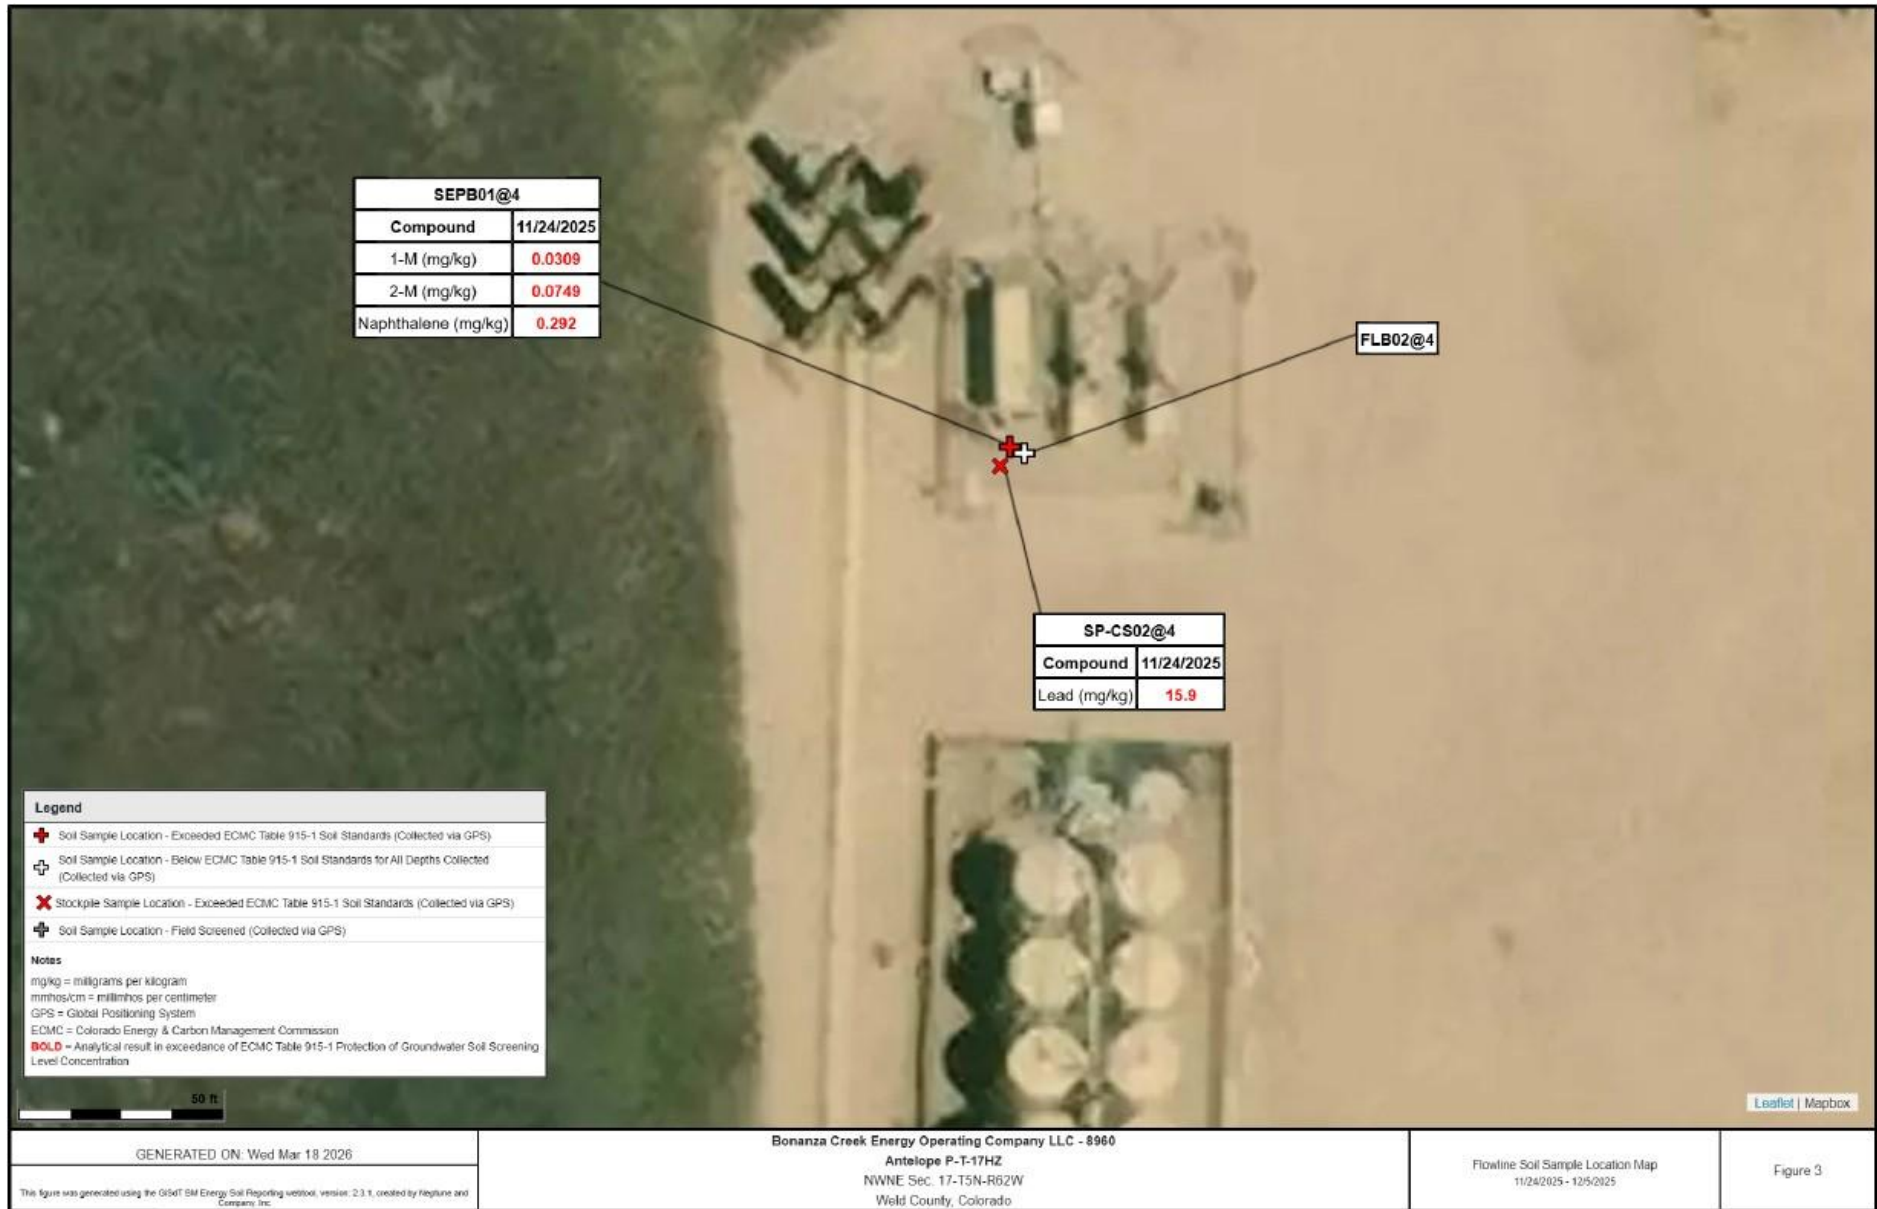 SEPB01@4
Compound 11/24/2025
1-M (mg/kg) 0.0309
2-M (mg/kg) 0.0749
Naphthalene (mg/kg) 0.292
FLB02@4
SP-CS02@4
Compound 11/24/2025
Lead (mg/kg) 15.9
Legend
Soil Sample Location - Exceeded ECMC Table 915-1 Soil Standards (Collected via GPS)
Soil Sample Location - Below ECMC Table 915-1 Soil Standards for All Depths Collected
(Collected via GPS)
Stockpile Sample Location - Exceeded ECMC Table 915-1 Soil Standards (Collected via GPS)
Soil Sample Location - Field Screened (Collected via GPS)
Notes
mg/kg = milligrams per kilogram
mmhos/cm = millimhos per centimeter
GPS = Global Positioning System
ECMC = Colorado Energy & Carbon Management Commission
BOLD = Analytical result in exceedance of ECMC Table 915-1 Protection of Groundwater Soil Screening
Level Concentration
50 ft
Leaflet | Mapbox
GENERATED ON: Wed Mar 18 2026
This figure was generated using the GiSdT SM Energy Soil Reporting webtool, version: 2.3.1, created by Neptune and
Company, Inc.
Bonanza Creek Energy Operating Company LLC - 8960
Antelope P-T-17HZ
NWNE Sec. 17-T5N-R62W
Weld County, Colorado
Flowline Soil Sample Location Map
11/24/2025 - 12/5/2025
Figure 3